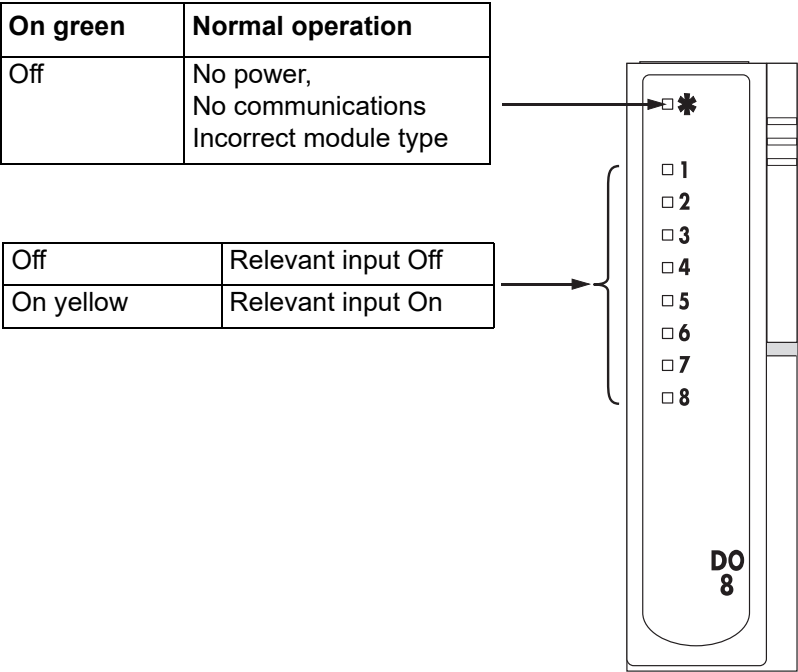 On green Normal operation
Off No power,
No communications
Incorrect module type
✱
1
2
3
4
5
6
7
8
Off Relevant input Off
On yellow Relevant input On
DO
8